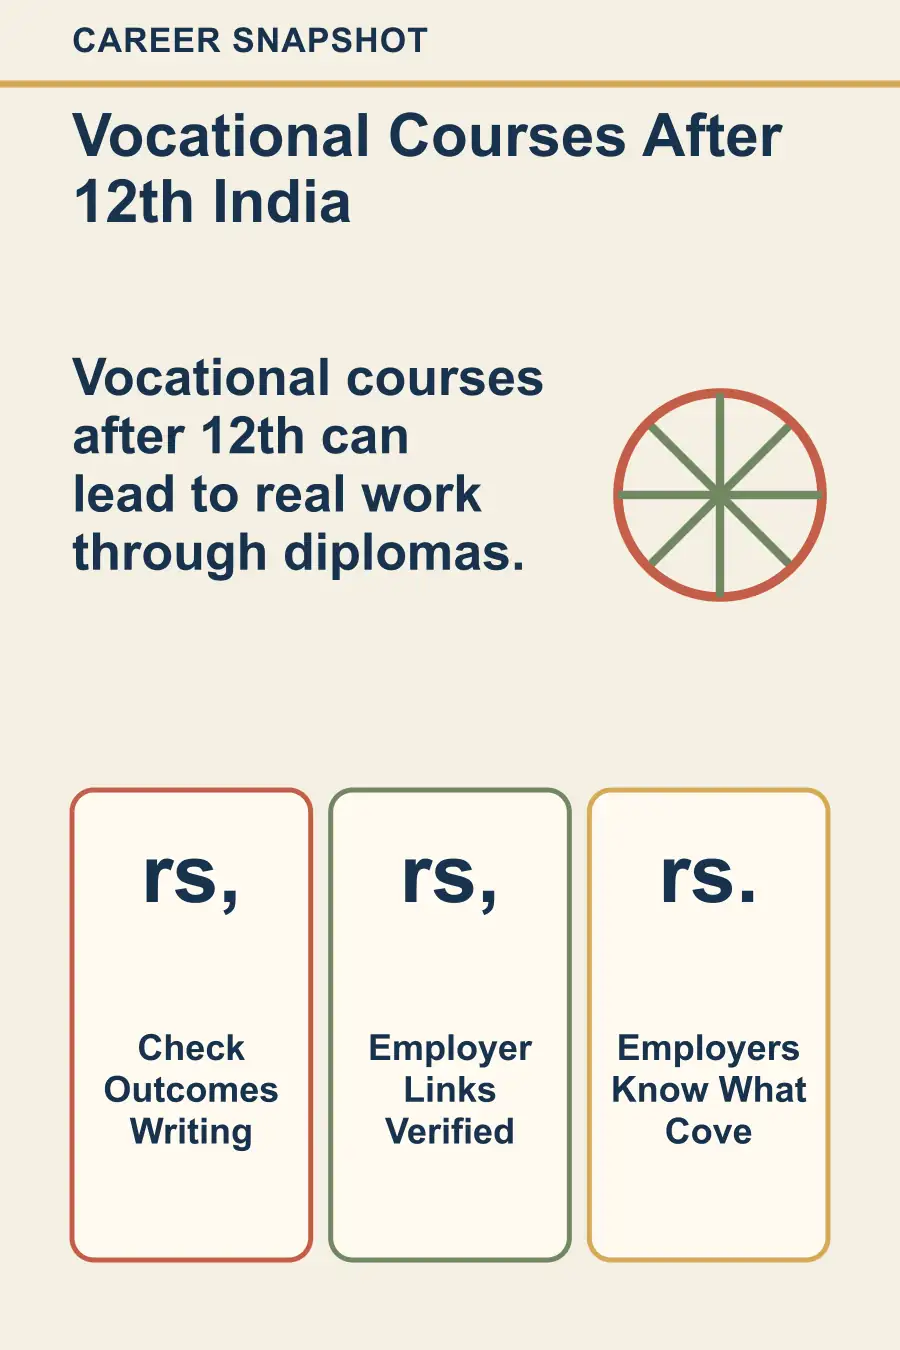 CAREER SNAPSHOT
Vocational Courses After
12th India
Vocational courses
after 12th can
lead to real work
through diplomas.
rs,
Check
Outcomes
Writing
rs,
Employer
Links
Verified
rs.
Employers
Know What
Cove